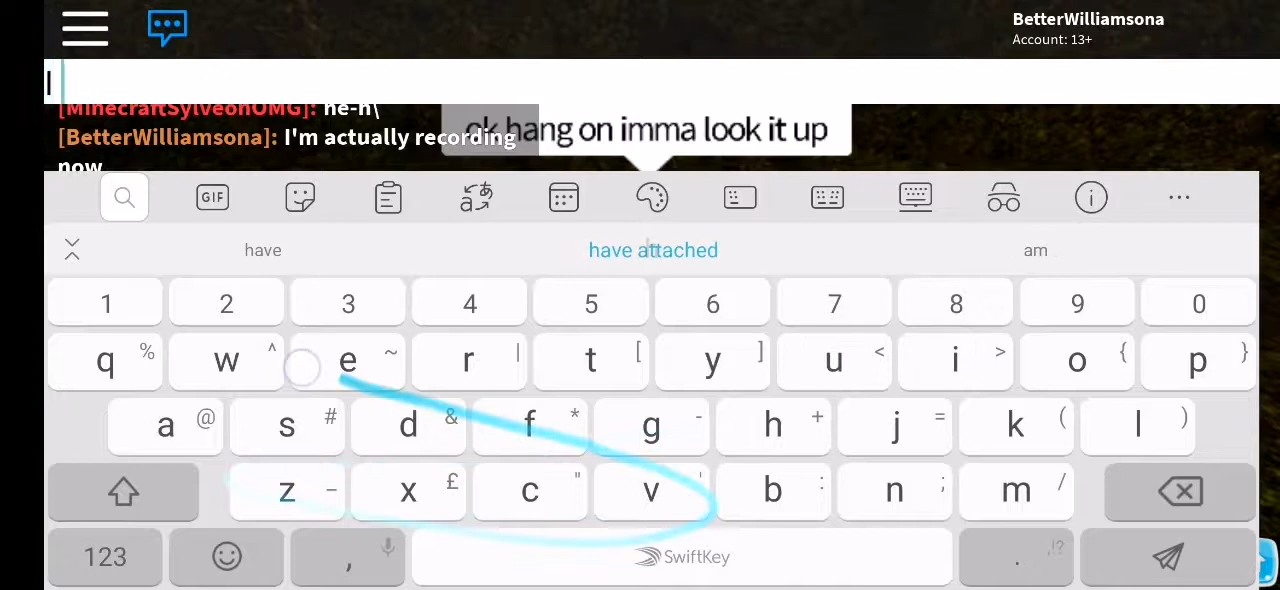 BetterWilliamsona
Account: 13+
I
[MinecraftSylveonOMG]: he-h\
[BetterWilliamsona]: I'm actually recording
now
ok hang on imma look it up
GIF
have
have attached
am
1 2 3 4 5 6 7 8 9 0
q % w ^ e ~ r | t [ y ] u < i > o { p }
a @ s # d & f * g - h + j = k ( l )
z _ x £ c " v ' b : n ; m /
123 , SwiftKey . ,!?